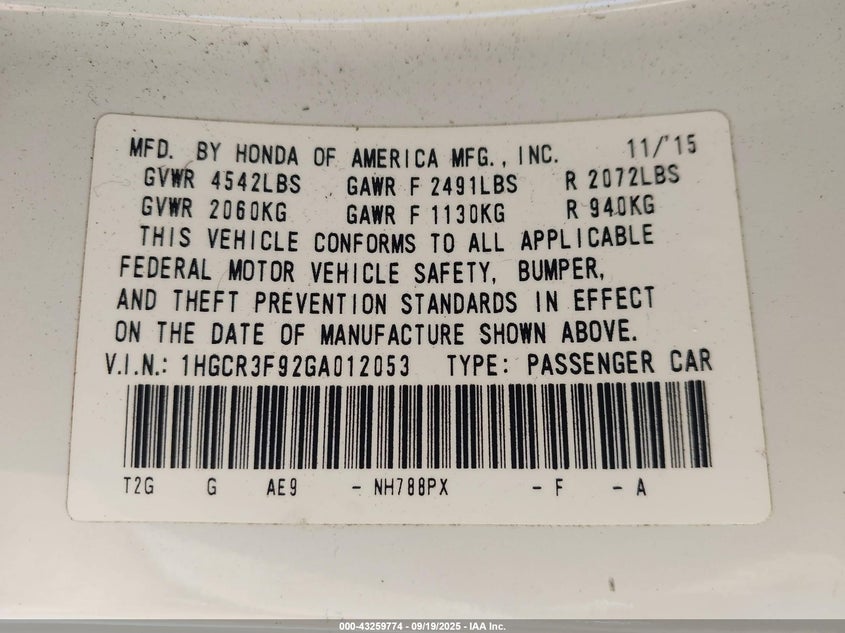 MFD. BY HONDA OF AMERICA MFG., INC. 11/'15
GVWR 4542LBS GAWR F 2491LBS R 2072LBS
GVWR 2060KG GAWR F 1130KG R 940KG
THIS VEHICLE CONFORMS TO ALL APPLICABLE
FEDERAL MOTOR VEHICLE SAFETY, BUMPER,
AND THEFT PREVENTION STANDARDS IN EFFECT
ON THE DATE OF MANUFACTURE SHOWN ABOVE.
V.I.N.: 1HGCR3F92GA012053 TYPE: PASSENGER CAR
T2G G AE9 - NH788PX - F - A
000-43259774 - 09/19/2025 - IAA Inc.